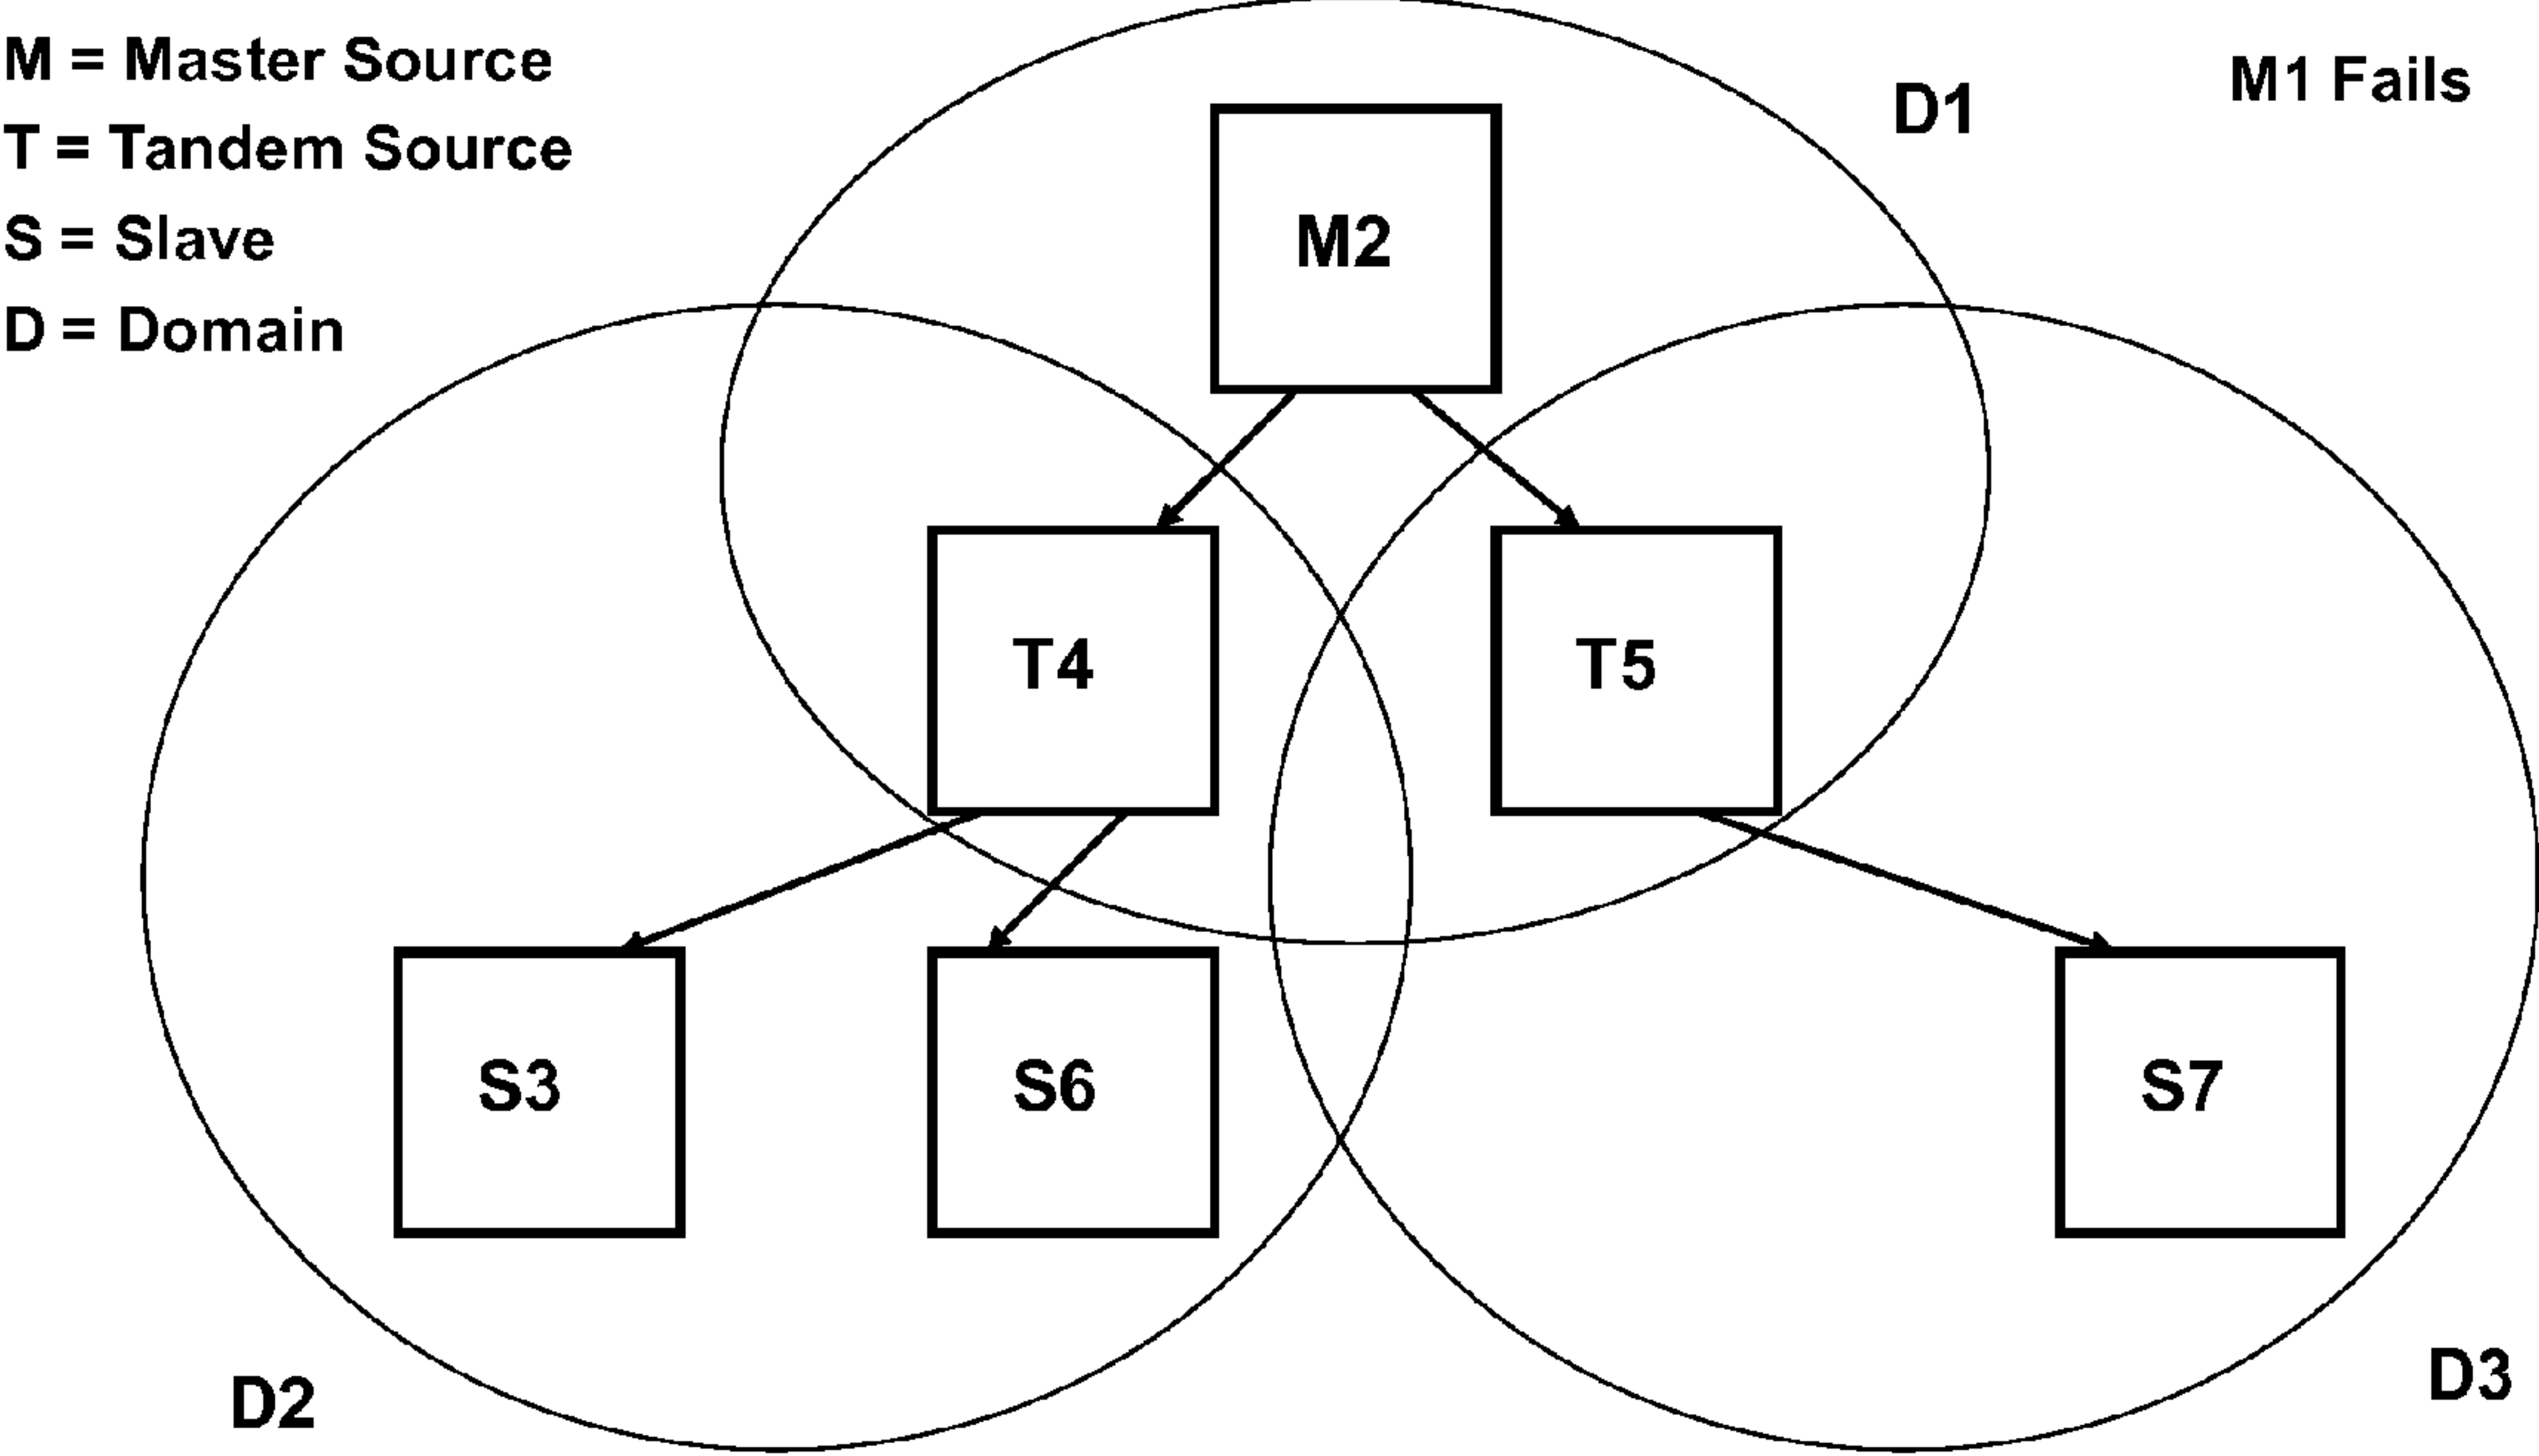 M = Master Source
T = Tandem Source
S = Slave
D = Domain
M1 Fails
D1
M2
T4
T5
S3
S6
S7
D2
D3